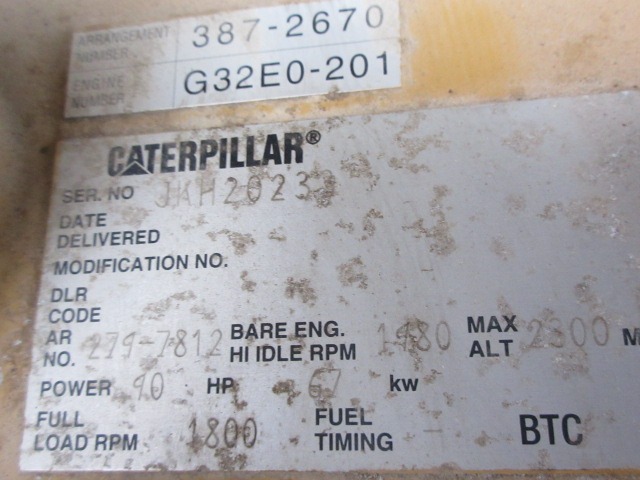 ARRANGEMENT NUMBER 387-2670
ENGINE NUMBER G32E0-201
CATERPILLAR®
SER. NO JKH20233
DATE
DELIVERED
MODIFICATION NO.
DLR
CODE
AR NO. 279-7812 BARE ENG. HI IDLE RPM 1980 MAX ALT 2300 M
POWER 90 HP 67 kw
FULL LOAD RPM 1800 FUEL TIMING BTC